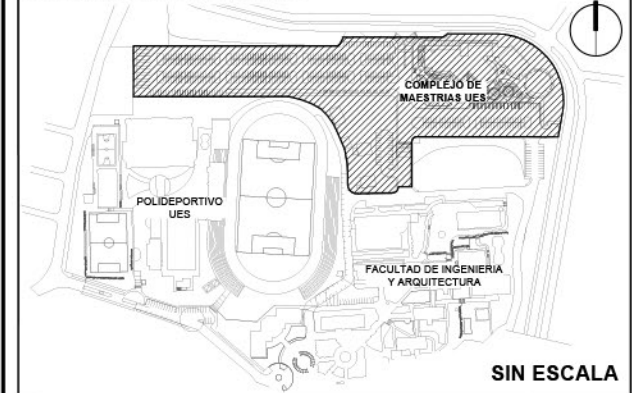 COMPLEJO DE
MAESTRIAS UES
POLIDEPORTIVO
UES
FACULTAD DE INGENIERIA
Y ARQUITECTURA
SIN ESCALA